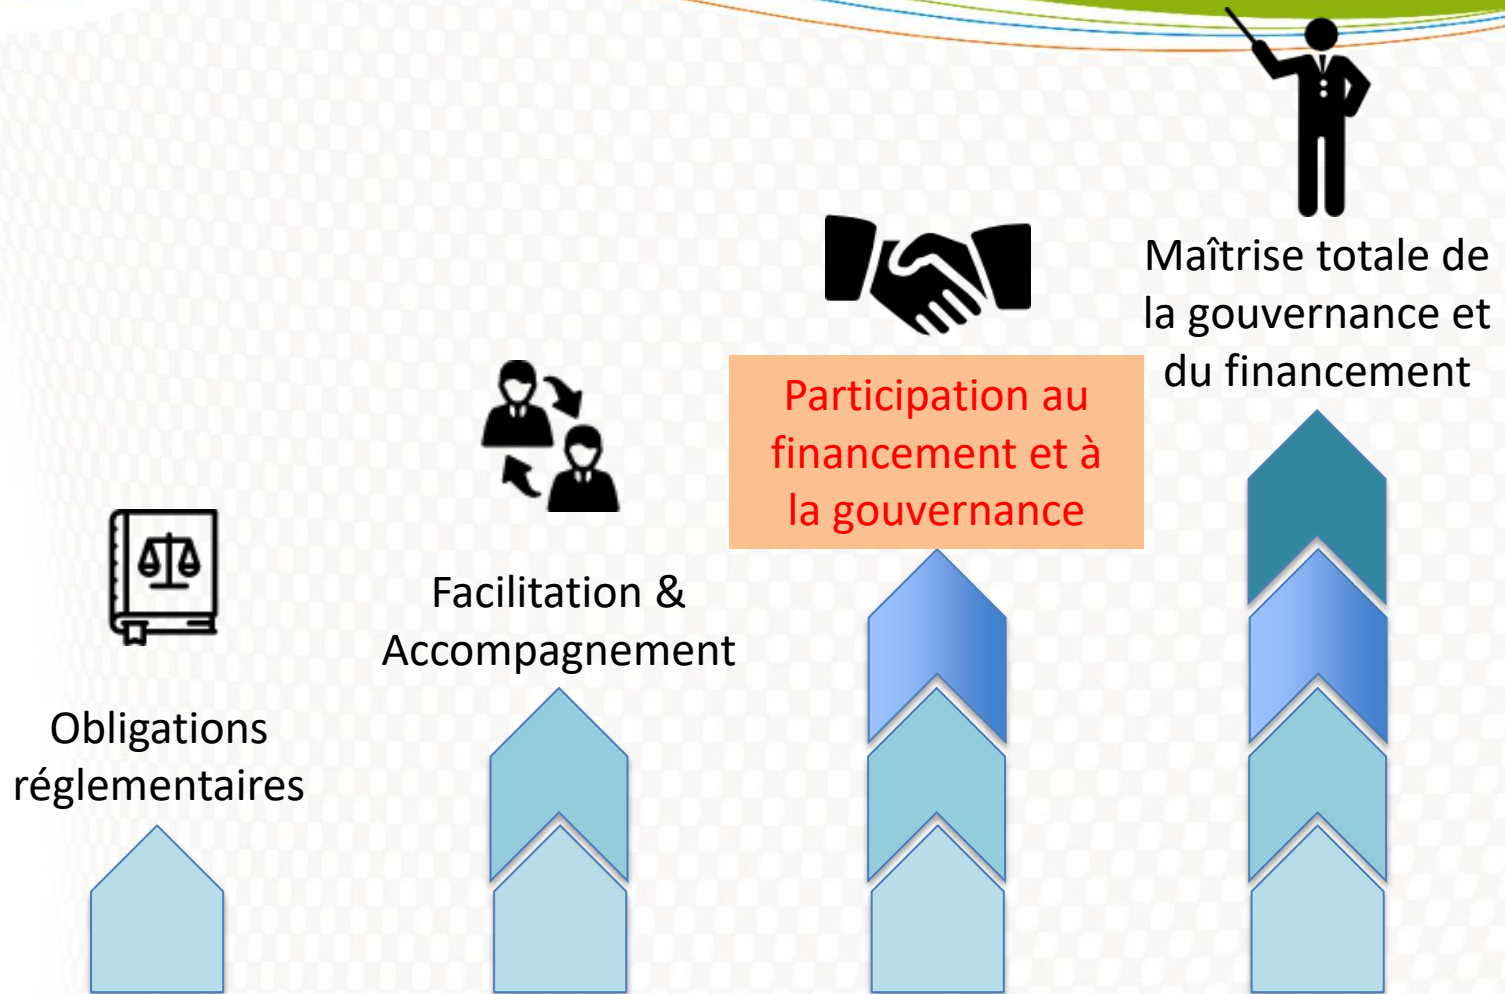 Obligations
réglementaires
Facilitation &
Accompagnement
Participation au
financement et à
la gouvernance
Maîtrise totale de
la gouvernance et
du financement